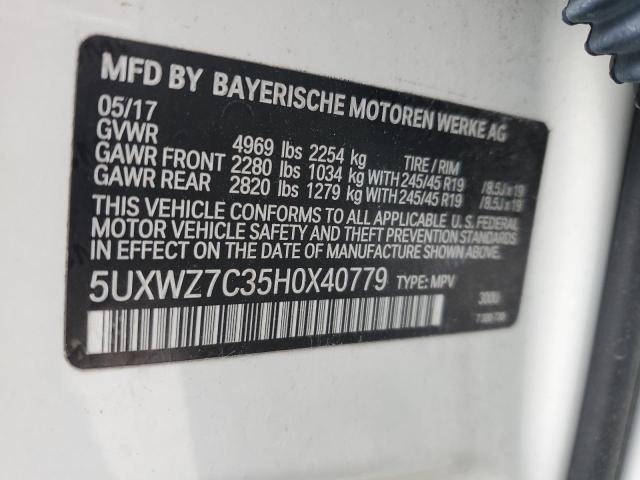 MFD BY BAYERISCHE MOTOREN WERKE AG
05/17
GVWR 4969 lbs 2254 kg TIRE / RIM
GAWR FRONT 2280 lbs 1034 kg WITH 245/45 R19 /8.5Jx19
GAWR REAR 2820 lbs 1279 kg WITH 245/45 R19 /8.5Jx19
THIS VEHICLE CONFORMS TO ALL APPLICABLE U.S. FEDERAL
MOTOR VEHICLE SAFETY AND THEFT PREVENTION STANDARDS
IN EFFECT ON THE DATE OF MANUFACTURE SHOWN ABOVE.
5UXWZ7C35H0X40779 TYPE: MPV
300U